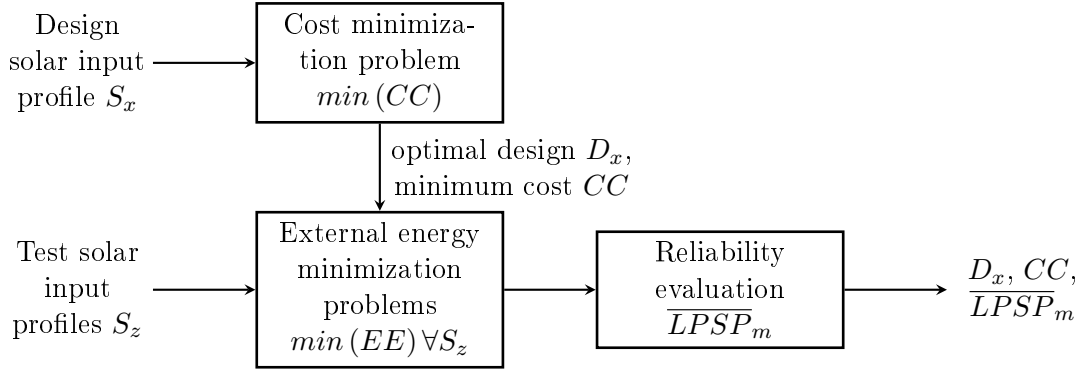 Design
solar input
profile $S_x$
Cost minimiza-
tion problem
$min\,(CC)$
optimal design $D_x$,
minimum cost $CC$
Test solar
input
profiles $S_z$
External energy
minimization
problems
$min\,(EE)\,\forall S_z$
Reliability
evaluation
$\overline{LPSP}_m$
$D_x$, $CC$,
$\overline{LPSP}_m$